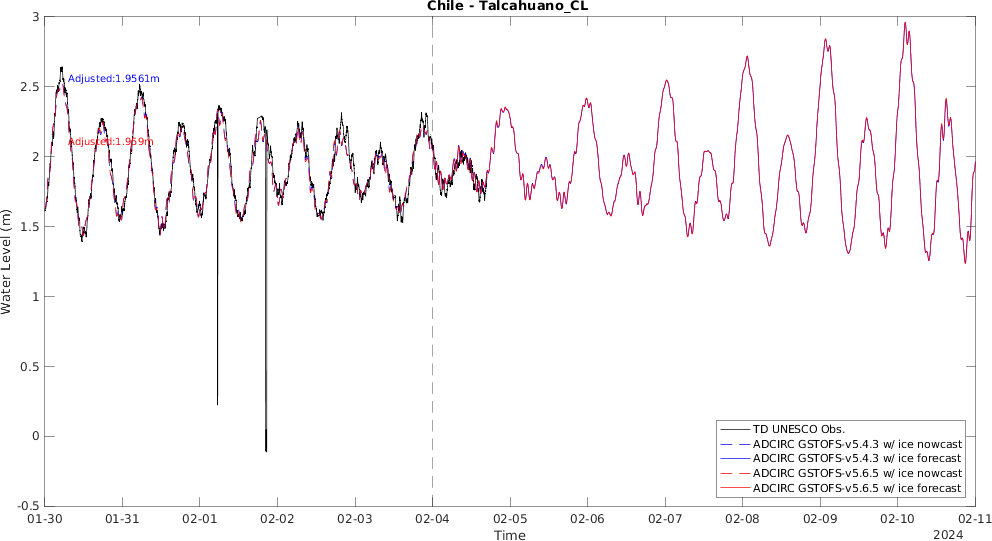 Chile - Talcahuano_CL
3
2.5
2
1.5
1
0.5
0
-0.5
Water Level (m)
Adjusted:1.9561m
Adjusted:1.959m
TD UNESCO Obs.
ADCIRC GSTOFS-v5.4.3 w/ ice nowcast
ADCIRC GSTOFS-v5.4.3 w/ ice forecast
ADCIRC GSTOFS-v5.6.5 w/ ice nowcast
ADCIRC GSTOFS-v5.6.5 w/ ice forecast
01-30 01-31 02-01 02-02 02-03 02-04 02-05 02-06 02-07 02-08 02-09 02-10 02-11
Time
2024